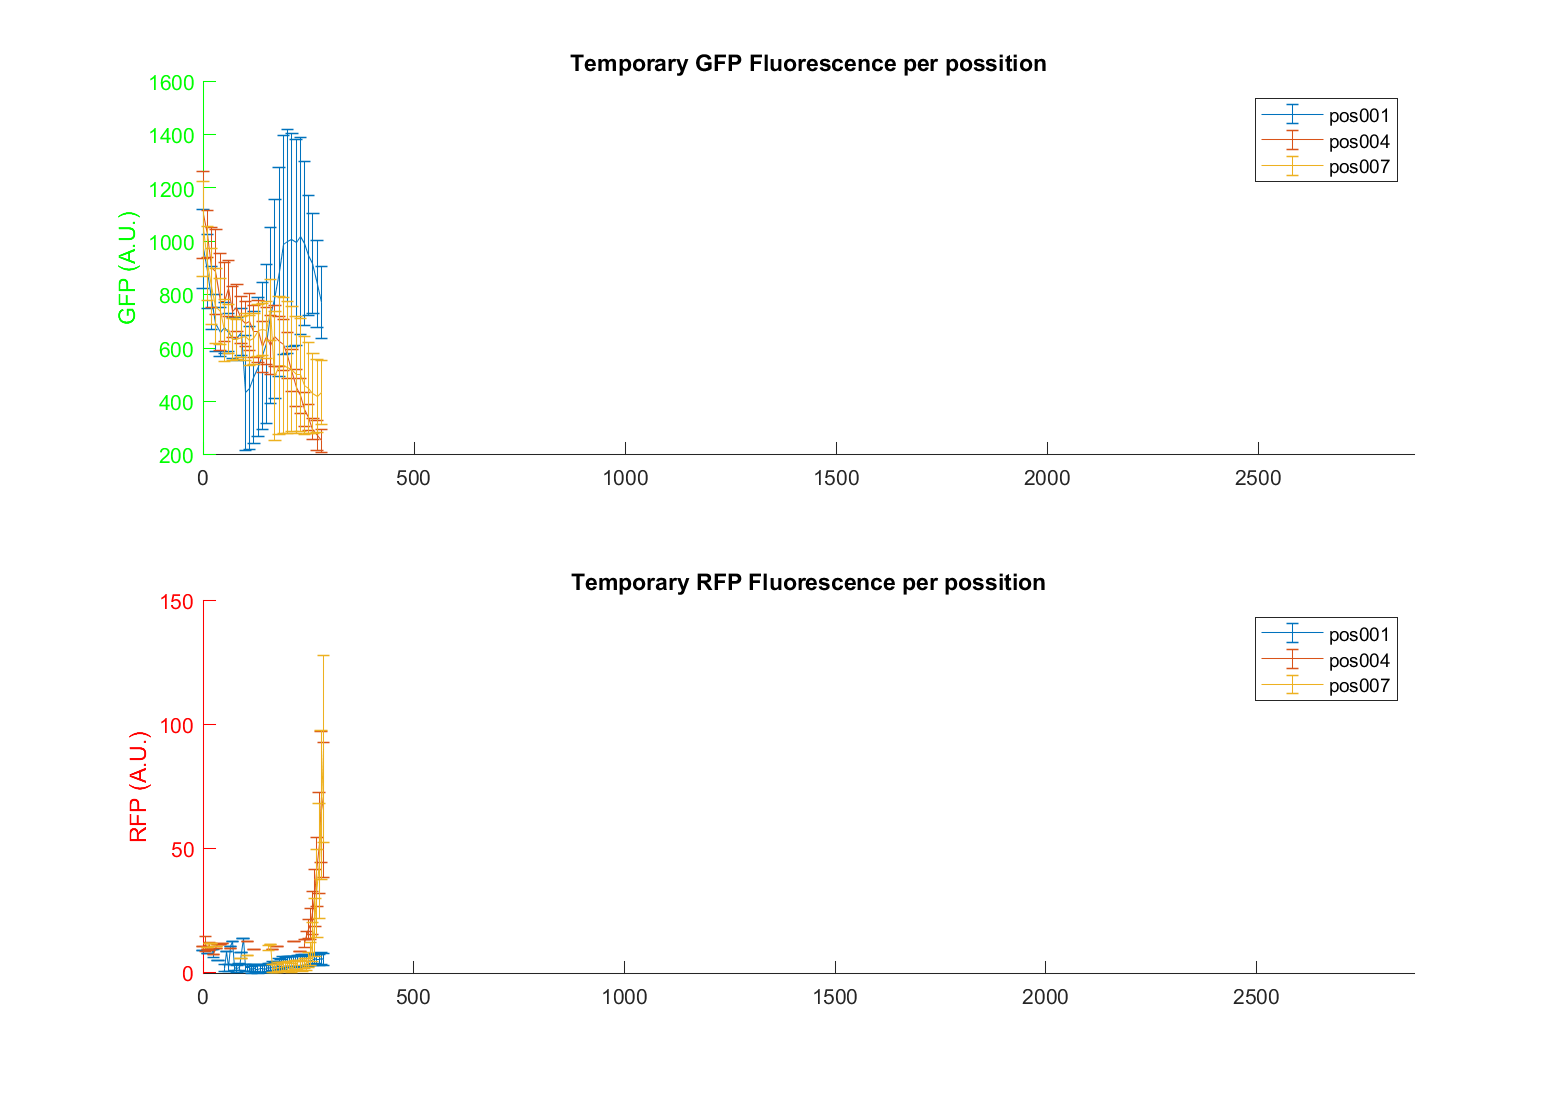 Temporary GFP Fluorescence per possition
1600
1400
1200
1000
800
600
400
200
GFP (A.U.)
pos001
pos004
pos007
0 500 1000 1500 2000 2500
Temporary RFP Fluorescence per possition
150
100
50
0
RFP (A.U.)
pos001
pos004
pos007
0 500 1000 1500 2000 2500